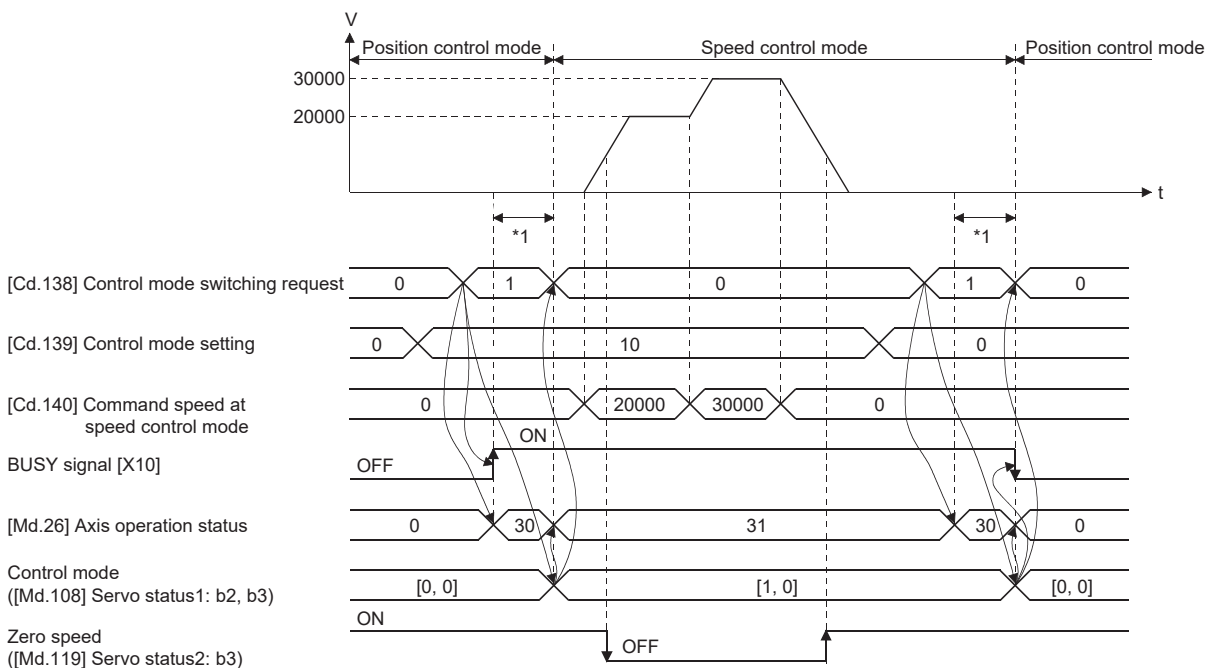 V
Position control mode Speed control mode Position control mode
30000
20000
t
*1 *1
[Cd.138] Control mode switching request 0 1 0 1 0
[Cd.139] Control mode setting 0 10 0
[Cd.140] Command speed at
speed control mode 0 20000 30000 0
ON
BUSY signal [X10] OFF
[Md.26] Axis operation status 0 30 31 30 0
Control mode
([Md.108] Servo status1: b2, b3) [0, 0] [1, 0] [0, 0]
ON
Zero speed
([Md.119] Servo status2: b3) OFF